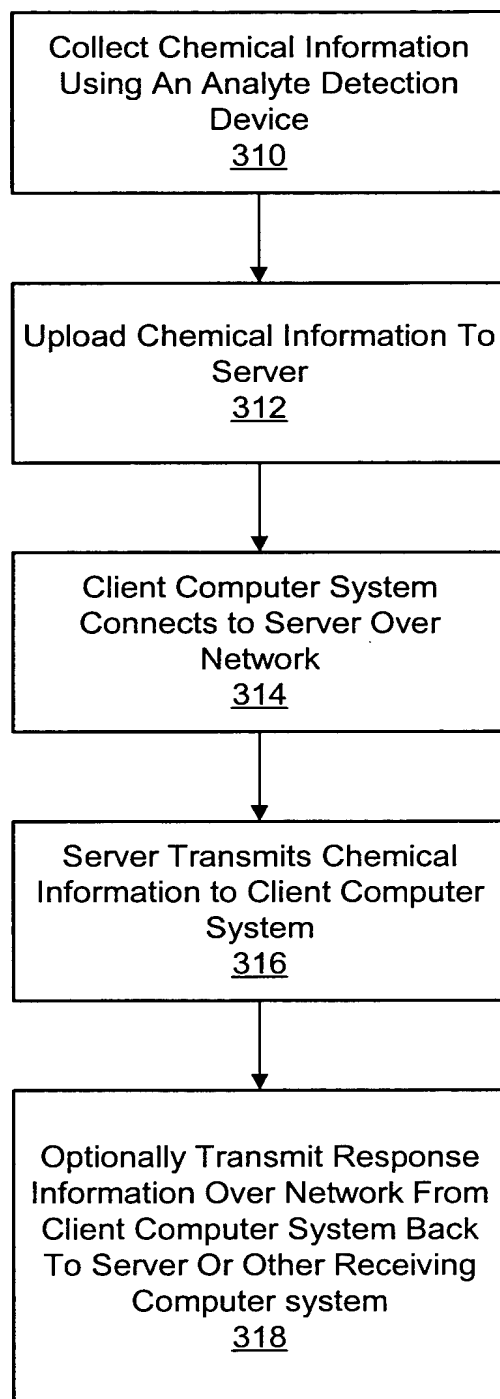 Collect Chemical Information
Using An Analyte Detection
Device
310
Upload Chemical Information To
Server
312
Client Computer System
Connects to Server Over
Network
314
Server Transmits Chemical
Information to Client Computer
System
316
Optionally Transmit Response
Information Over Network From
Client Computer System Back
To Server Or Other Receiving
Computer system
318